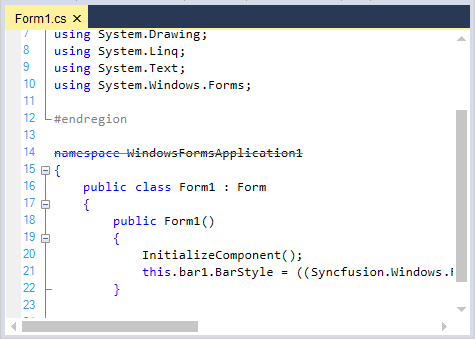 Form1.cs ×
7 using System.Drawing;
8 using System.Linq;
9 using System.Text;
10 using System.Windows.Forms;
11
12 #endregion
13
14 namespace WindowsFormsApplication1
15 {
16 public class Form1 : Form
17 {
18 public Form1()
19 {
20 InitializeComponent();
21 this.bar1.BarStyle = ((Syncfusion.Windows.F
22 }
23